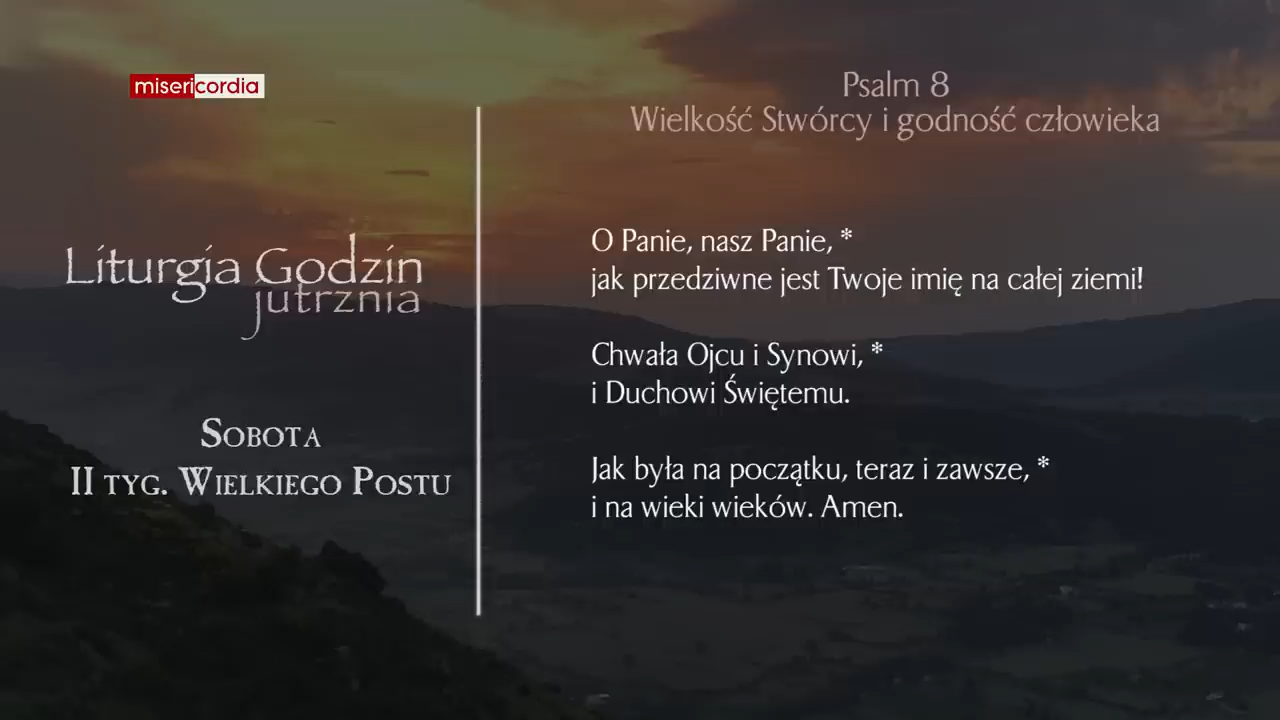 misericordia
Liturgia Godzin
jutrznia
Sobota
II tyg. Wielkiego Postu
Psalm 8
Wielkość Stwórcy i godność człowieka
O Panie, nasz Panie, *
jak przedziwne jest Twoje imię na całej ziemi!
Chwała Ojcu i Synowi, *
i Duchowi Świętemu.
Jak była na początku, teraz i zawsze, *
i na wieki wieków. Amen.